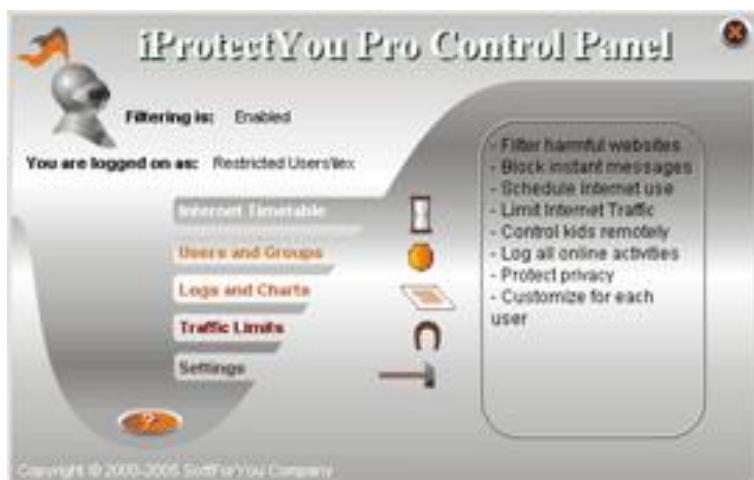 iProtectYou Pro Control Panel
Filtering is: Enabled
You are logged on as: Restricted Users\lex
Internet Timetable
Users and Groups
Logs and Charts
Traffic Limits
Settings
?
- Filter harmful websites
- Block instant messages
- Schedule Internet use
- Limit Internet Traffic
- Control kids remotely
- Log all online activities
- Protect privacy
- Customize for each
user
Copyright © 2000-2005 SoftForYou Company